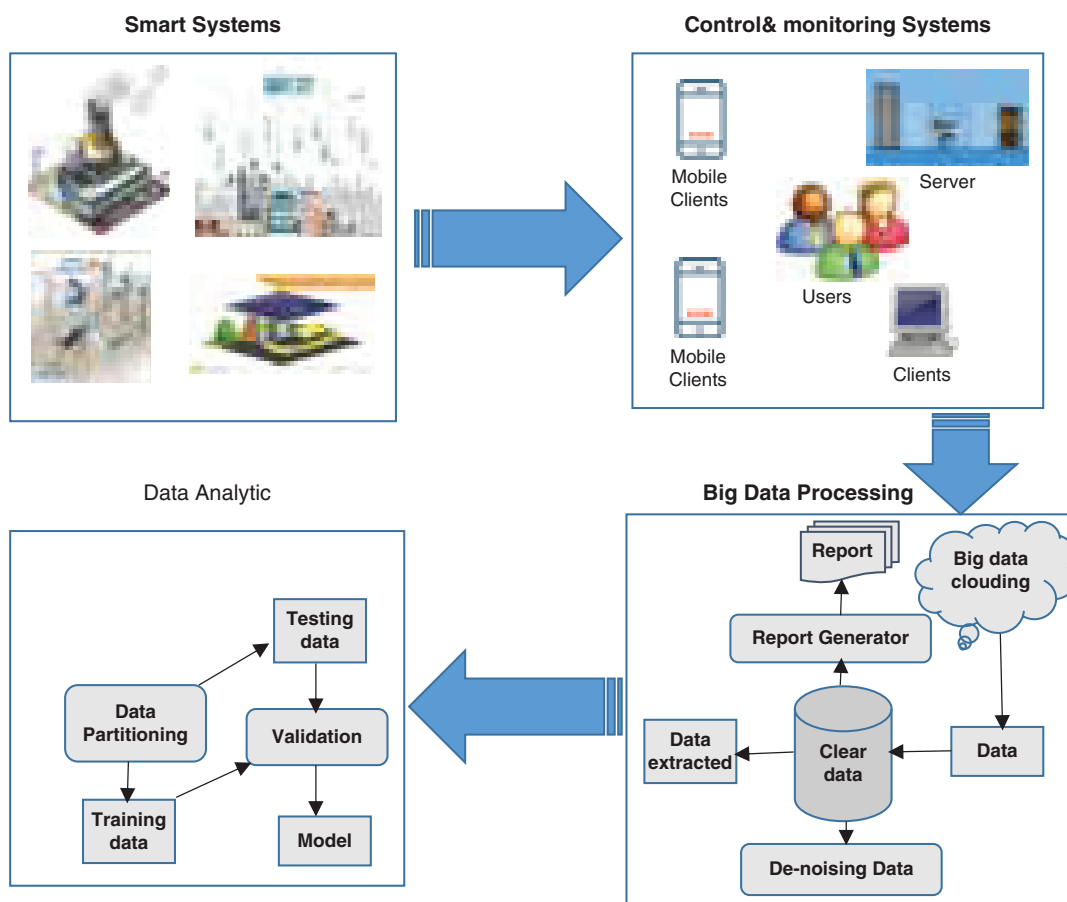 Smart Systems
Control& monitoring Systems
Mobile
Clients
Server
Users
Mobile
Clients
Clients
Data Analytic
Big Data Processing
Report
Big data
clouding
Testing
data
Report Generator
Data
Partitioning
Validation
Data
extracted
Clear
data
Data
Training
data
Model
De-noising Data